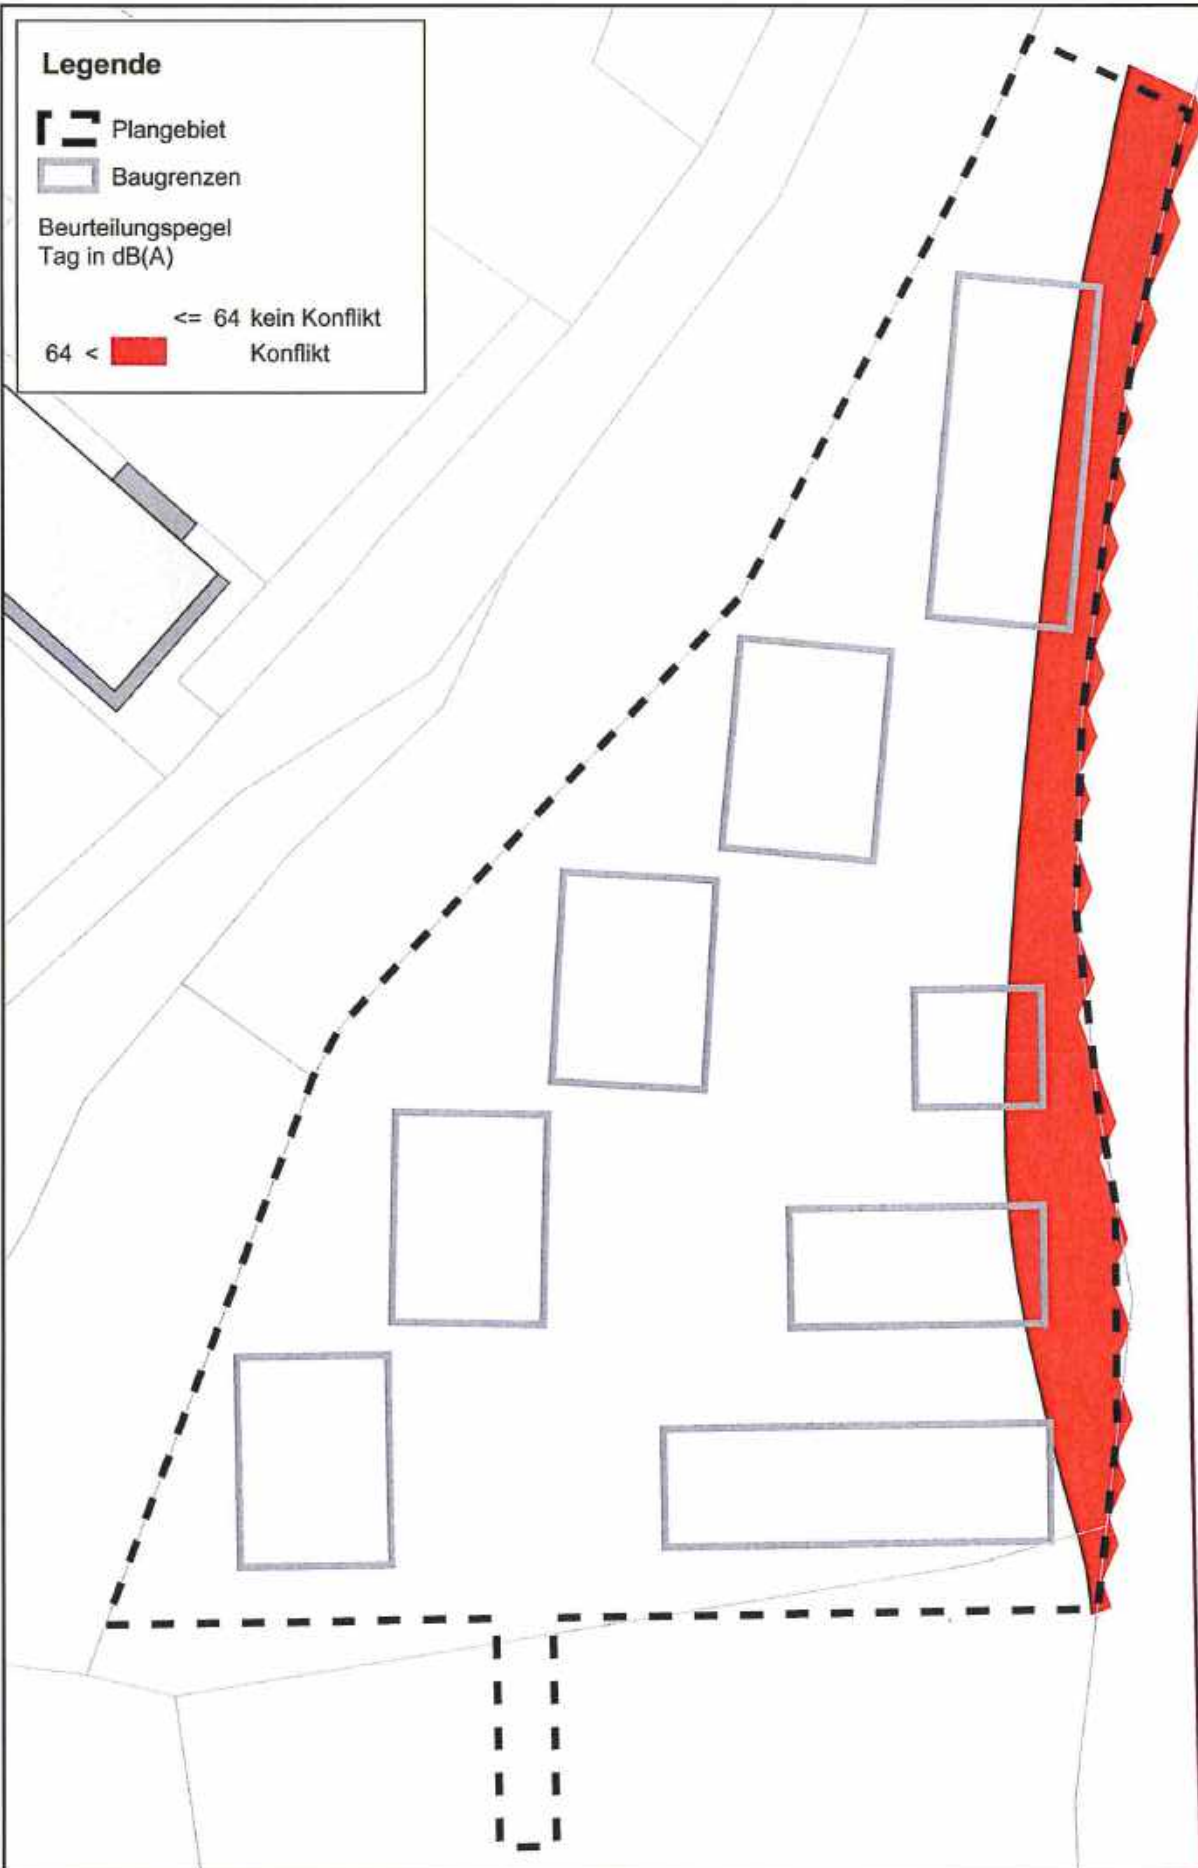 Legende
Plangebiet
Baugrenzen
Beurteilungspegel
Tag in dB(A)
<= 64 kein Konflikt
64 < Konflikt